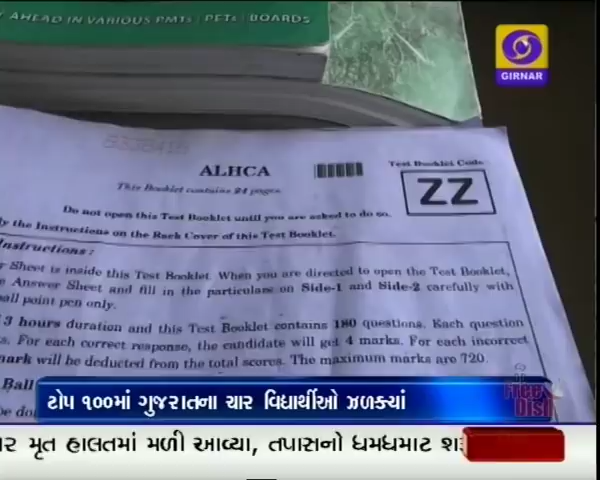 AHEAD IN VARIOUS PMTs | PETs | BOARDS
GIRNAR
ALHCA
Test Booklet Code
ZZ
This Booklet contains 24 pages.
Do not open this Test Booklet until you are asked to do so.
the Instructions on the Back Cover of this Test Booklet.
Instructions :
Sheet is inside this Test Booklet. When you are directed to open the Test Booklet,
Answer Sheet and fill in the particulars on Side-1 and Side-2 carefully with
ball point pen only.
3 hours duration and this Test Booklet contains 180 questions. Each question
For each correct response, the candidate will get 4 marks. For each incorrect
mark will be deducted from the total scores. The maximum marks are 720.
Ball
ટોપ ૧૦૦માં ગુજરાતના ચાર વિદ્યાર્થીઓ ઝળક્યાં
Free
Dish
મૃત હાલતમાં મળી આવ્યા, તપાસનો ધમધમાટ